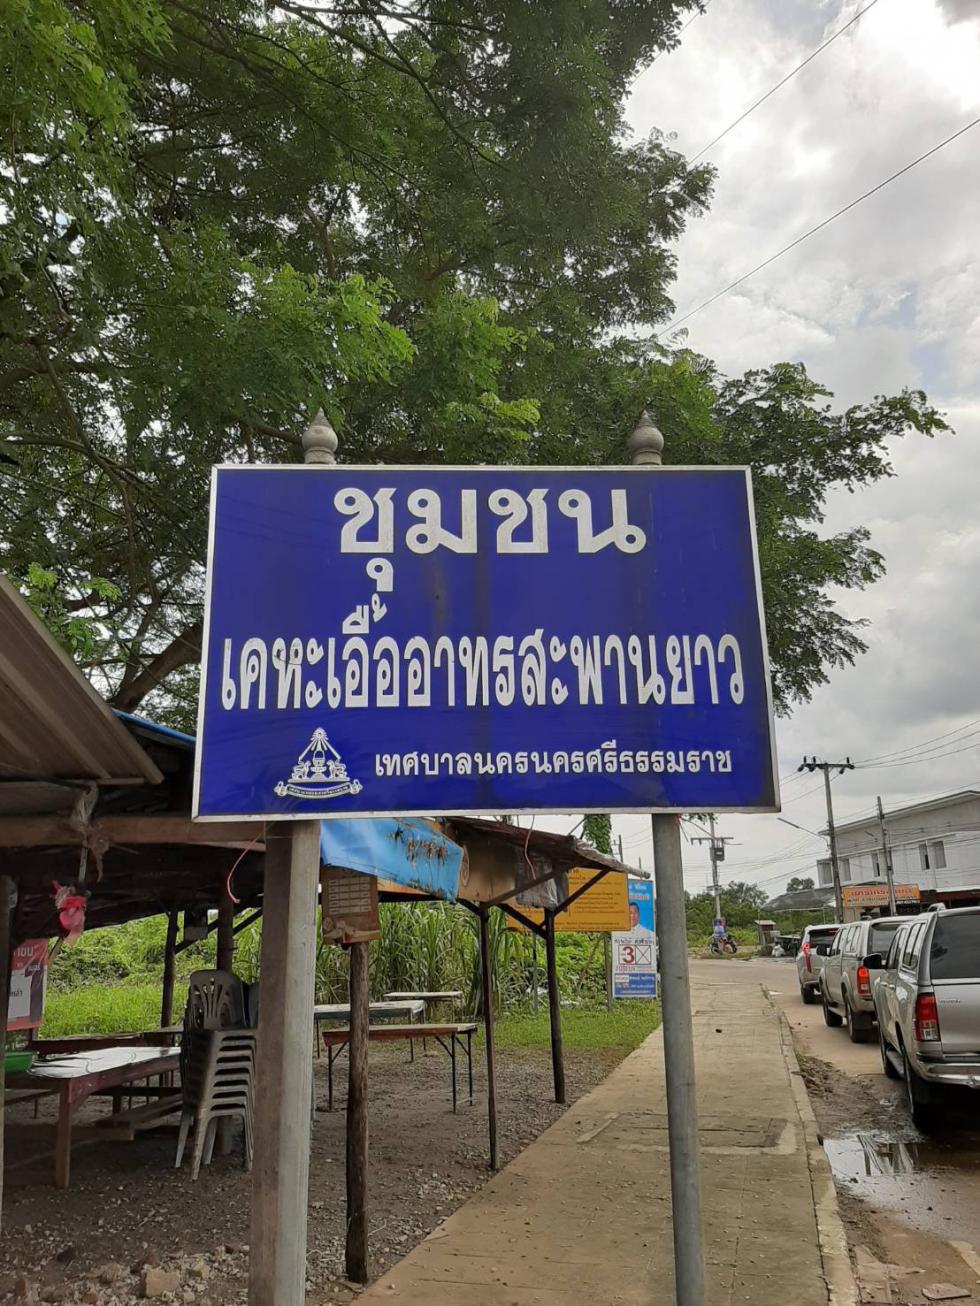 ชุมชน
เคหะเอื้ออาทรสะพานยาว
เทศบาลนครนครศรีธรรมราช
3